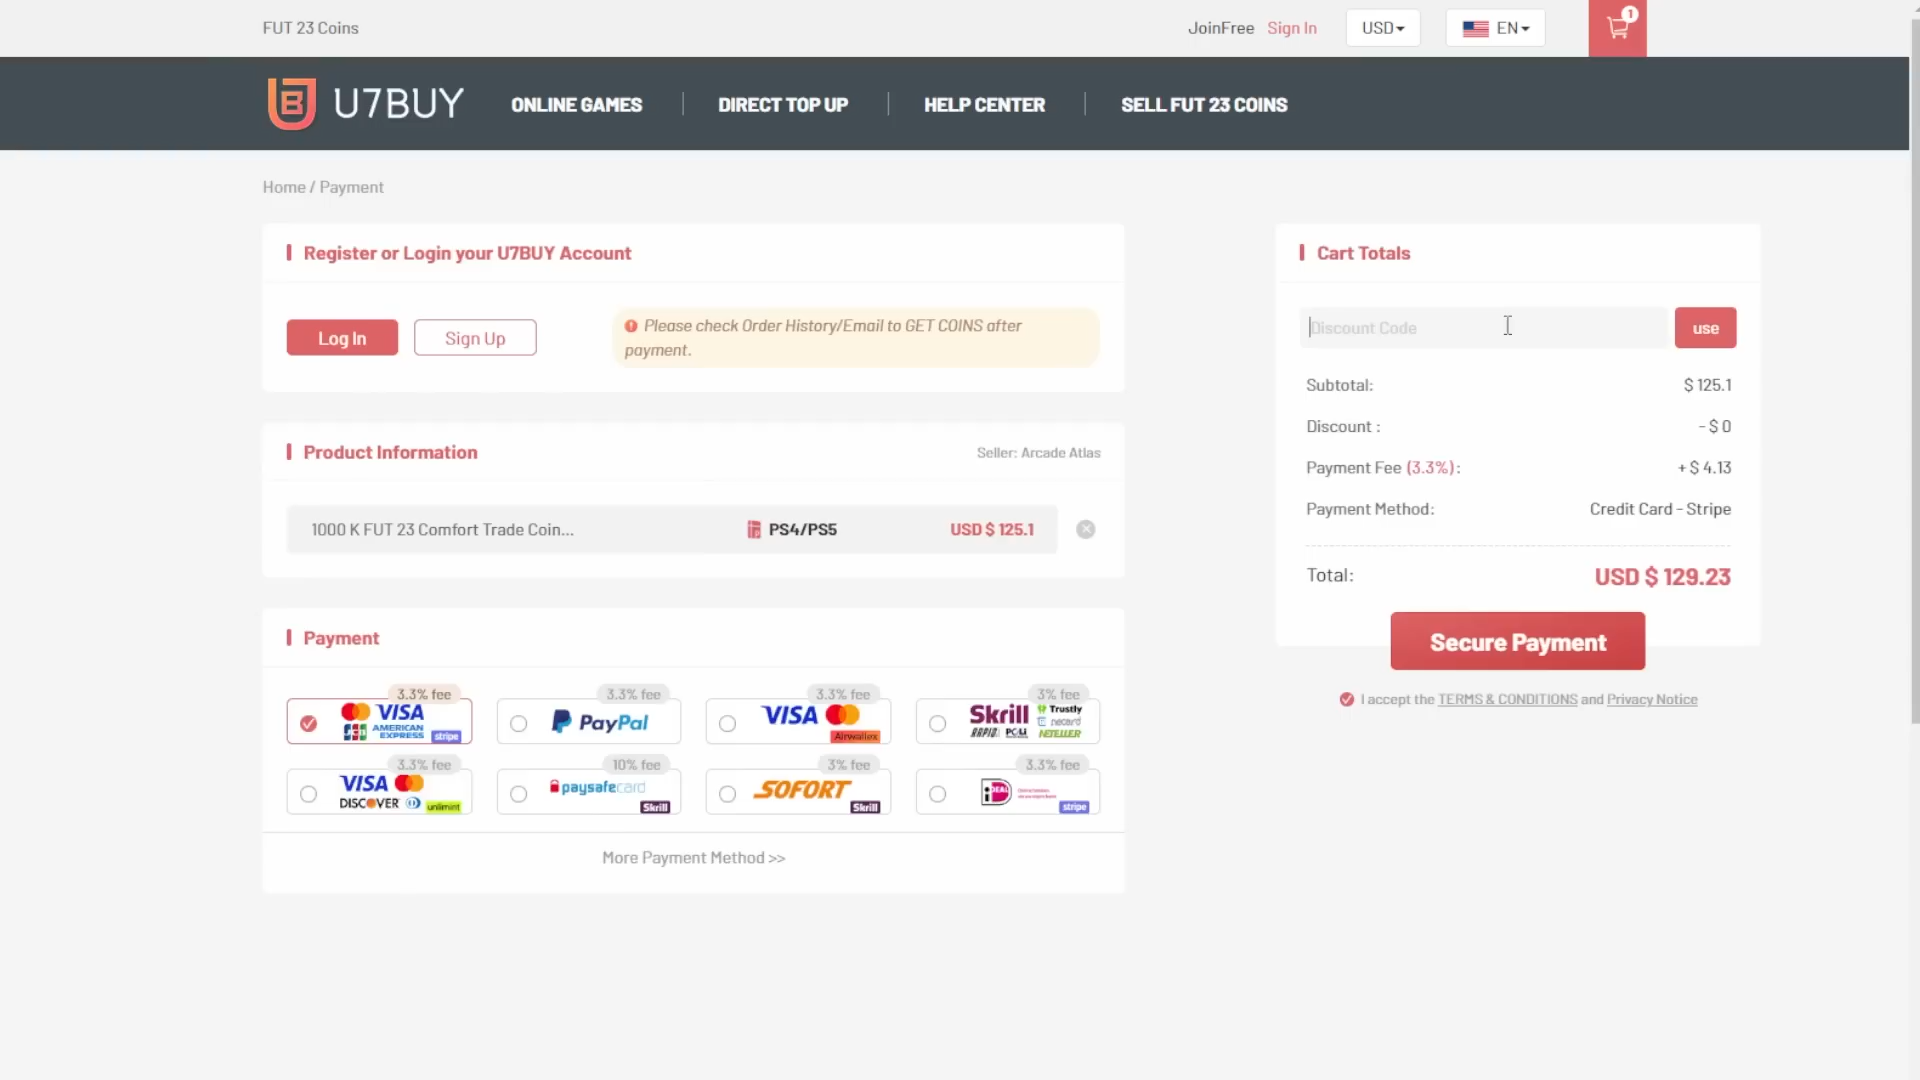 FUT 23 Coins
JoinFree Sign In
USD
EN
1
U7BUY
ONLINE GAMES
DIRECT TOP UP
HELP CENTER
SELL FUT 23 COINS
Home / Payment
Register or Login your U7BUY Account
Log In
Sign Up
Please check Order History/Email to GET COINS after
payment.
Product Information
Seller: Arcade Atlas
1000 K FUT 23 Comfort Trade Coin...
PS4/PS5
USD $ 125.1
Payment
3.3% fee
VISA
JCB AMERICAN EXPRESS stripe
3.3% fee
PayPal
3.3% fee
VISA
Airwallex
3% fee
Skrill Trustly
RAPID POLi NETELLER
3.3% fee
VISA
DISCOVER unlimint
10% fee
paysafecard
Skrill
3% fee
SOFORT
Skrill
3.3% fee
iDEAL
stripe
More Payment Method >>
Cart Totals
Discount Code
use
Subtotal: $ 125.1
Discount : - $ 0
Payment Fee (3.3%) : + $ 4.13
Payment Method: Credit Card - Stripe
Total: USD $ 129.23
Secure Payment
I accept the TERMS & CONDITIONS and Privacy Notice